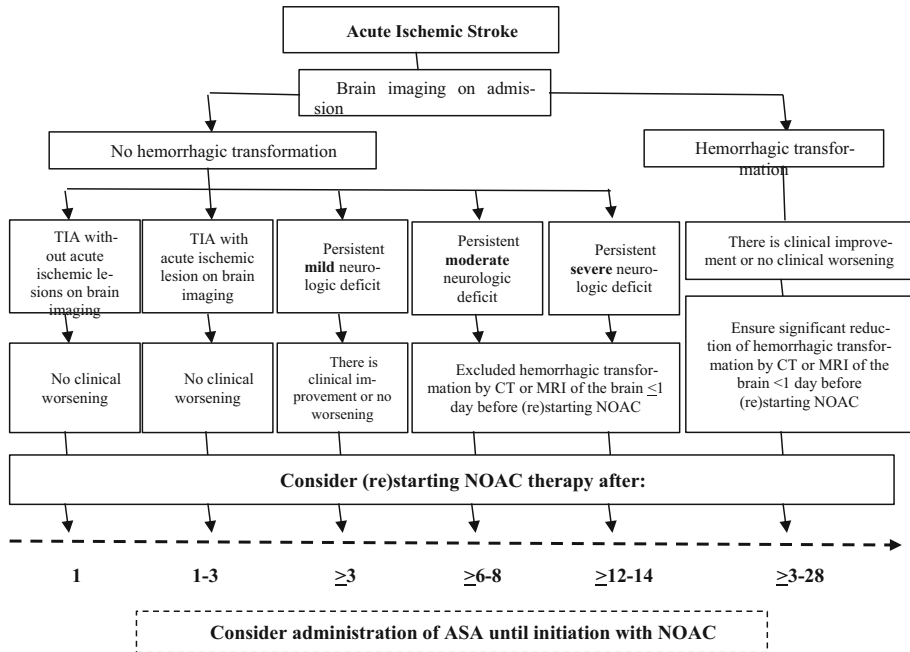 Acute Ischemic Stroke
Brain imaging on admis-
sion
No hemorrhagic transformation
Hemorrhagic transfor-
mation
TIA with-
out acute
ischemic le-
sions on brain
imaging
TIA with
acute ischemic
lesion on brain
imaging
Persistent
mild neuro-
logic deficit
Persistent
moderate
neurologic
deficit
Persistent
severe neuro-
logic deficit
There is clinical improve-
ment or no clinical worsening
No clinical
worsening
No clinical
worsening
There is
clinical im-
provement or no
worsening
Excluded hemorrhagic transfor-
mation by CT or MRI of the brain ≤1
day before (re)starting NOAC
Ensure significant reduc-
tion of hemorrhagic transfor-
mation by CT or MRI of the
brain <1 day before
(re)starting NOAC
Consider (re)starting NOAC therapy after:
1
1-3
≥3
≥6-8
≥12-14
≥3-28
Consider administration of ASA until initiation with NOAC